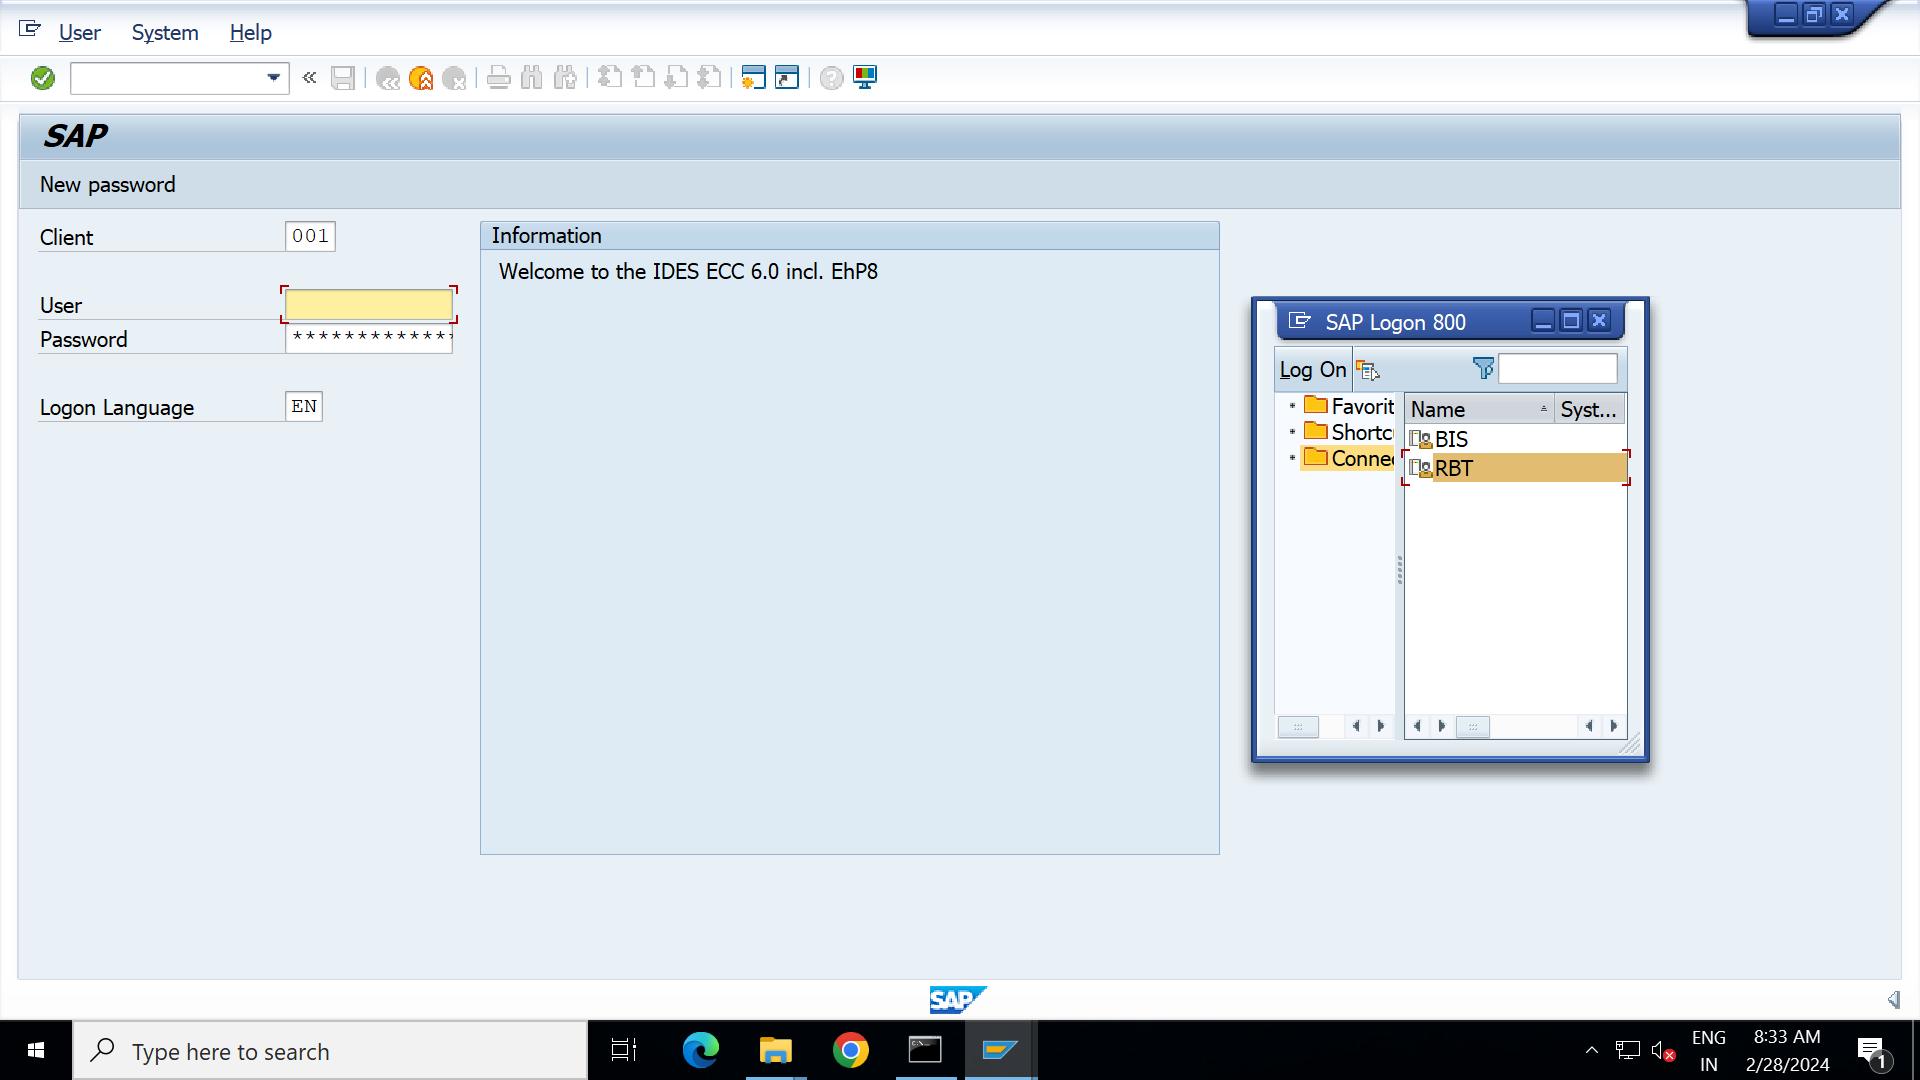 User System Help
SAP
New password
Client 001
User
Password *************
Logon Language EN
Information
Welcome to the IDES ECC 6.0 incl. EhP8
SAP Logon 800
Log On
Favorit
Shortc
Connec
Name Syst...
BIS
RBT
SAP
Type here to search
ENG
IN
8:33 AM
2/28/2024
1